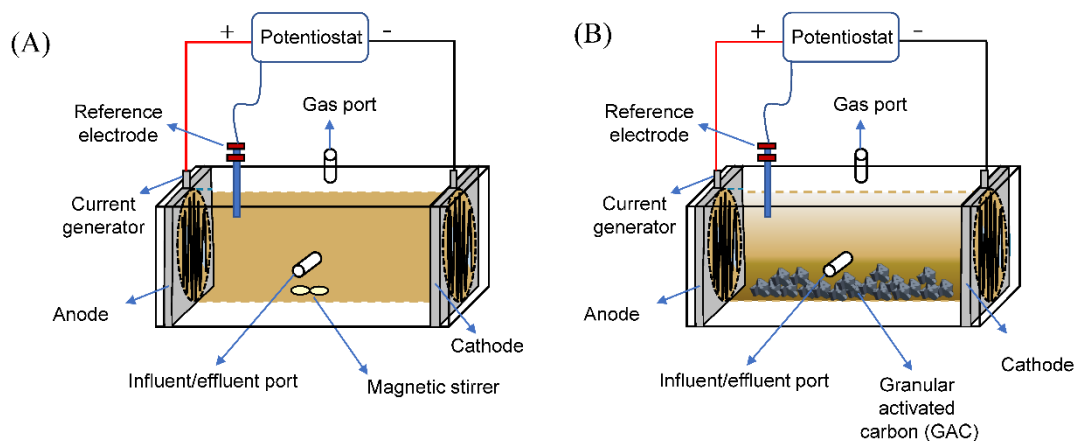 (A)
+
Potentiostat
-
Reference
electrode
Gas port
Current
generator
Anode
Cathode
Influent/effluent port
Magnetic stirrer
(B)
+
Potentiostat
-
Reference
electrode
Gas port
Current
generator
Anode
Cathode
Influent/effluent port
Granular
activated
carbon (GAC)